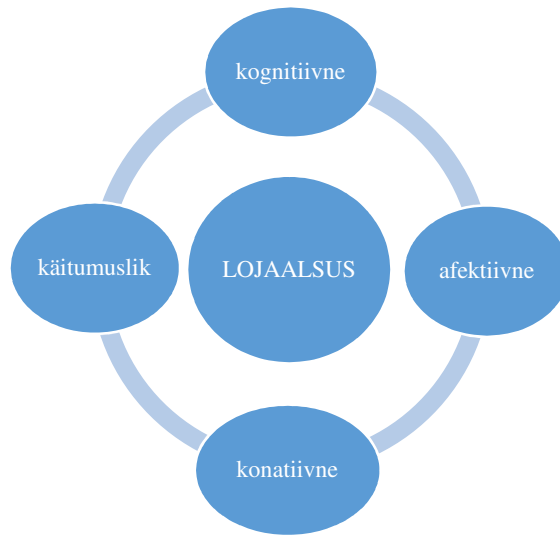 kognitiivne
käitumuslik
LOJAALSUS
afektiivne
konatiivne